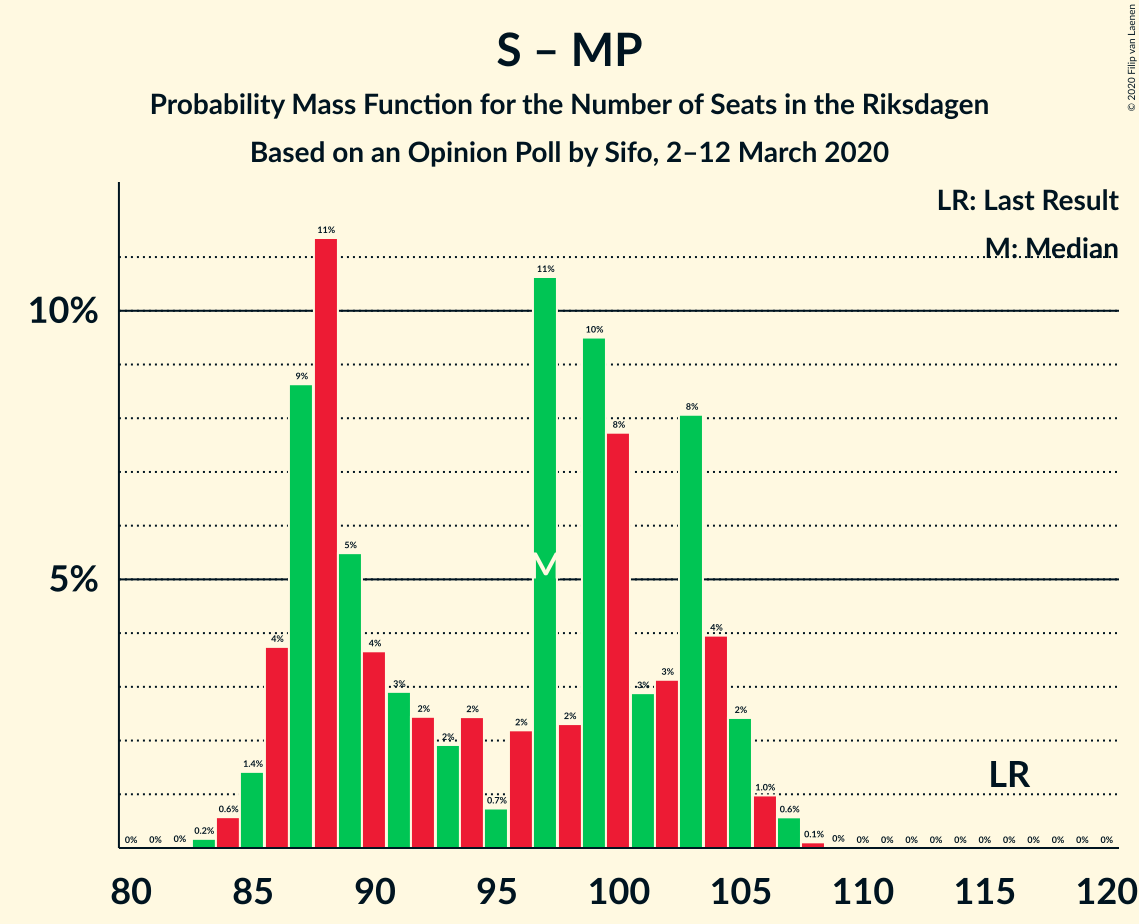 S – MP
Probability Mass Function for the Number of Seats in the Riksdagen
Based on an Opinion Poll by Sifo, 2–12 March 2020
© 2020 Filip van Laenen
LR: Last Result
M: Median
10%
5%
0% 0% 0% 0.2% 0.6% 1.4% 4% 9% 11% 5% 4% 3% 2% 2% 2% 0.7% 2% 11% 2% 10% 8% 3% 3% 8% 4% 2% 1.0% 0.6% 0.1% 0% 0% 0% 0% 0% 0% 0% 0% 0% 0% 0% 0%
M
LR
80 85 90 95 100 105 110 115 120